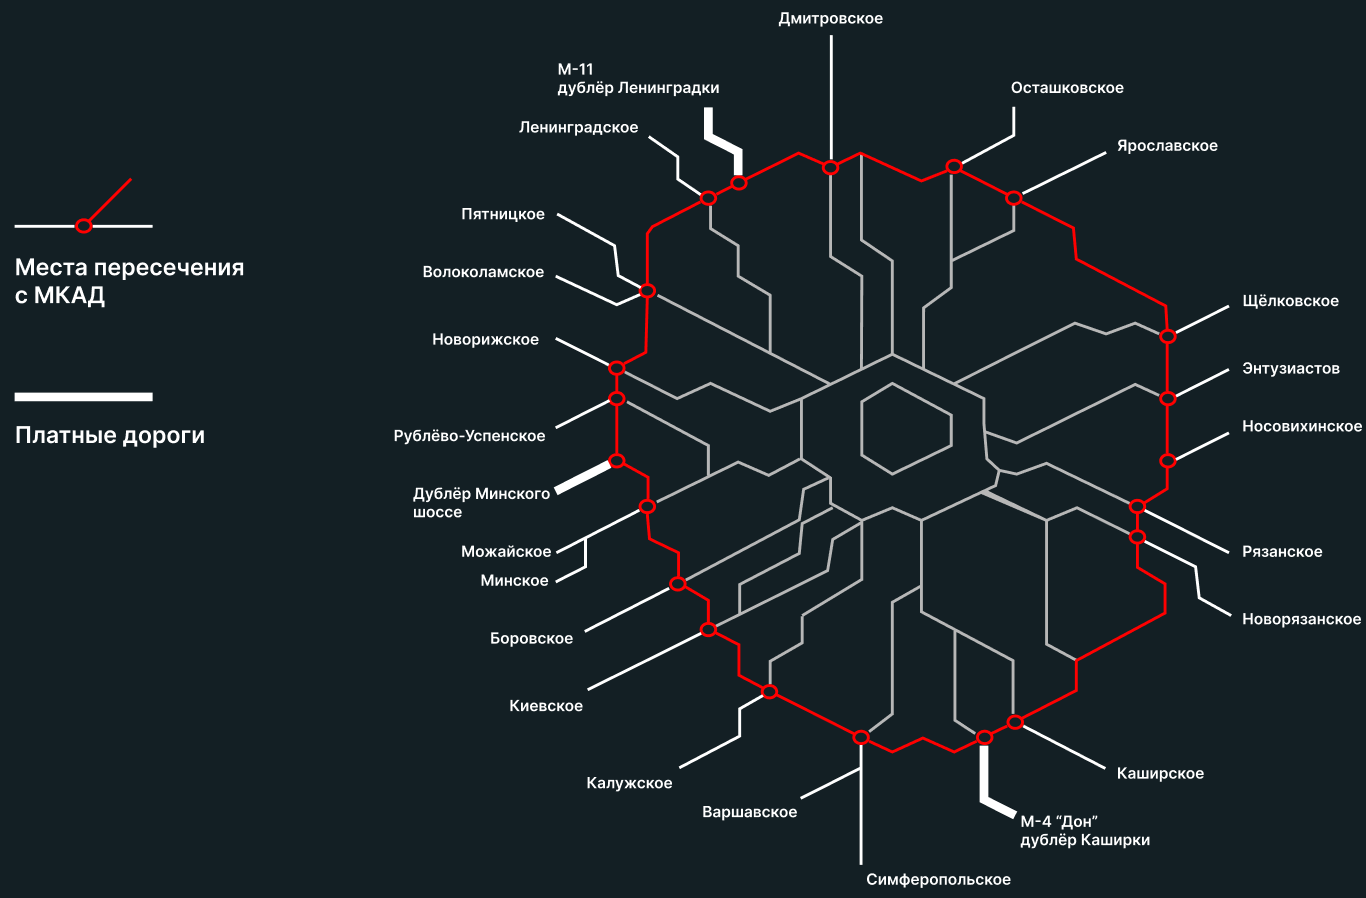 Дмитровское
М-11
дублёр Ленинградки
Осташковское
Ленинградское
Ярославское
Пятницкое
Места пересечения
с МКАД
Волоколамское
Щёлковское
Новорижское
Энтузиастов
Платные дороги
Рублёво-Успенское
Носовихинское
Дублёр Минского
шоссе
Можайское
Рязанское
Минское
Новорязанское
Боровское
Киевское
Каширское
Калужское
Варшавское
М-4 “Дон”
дублёр Каширки
Симферопольское